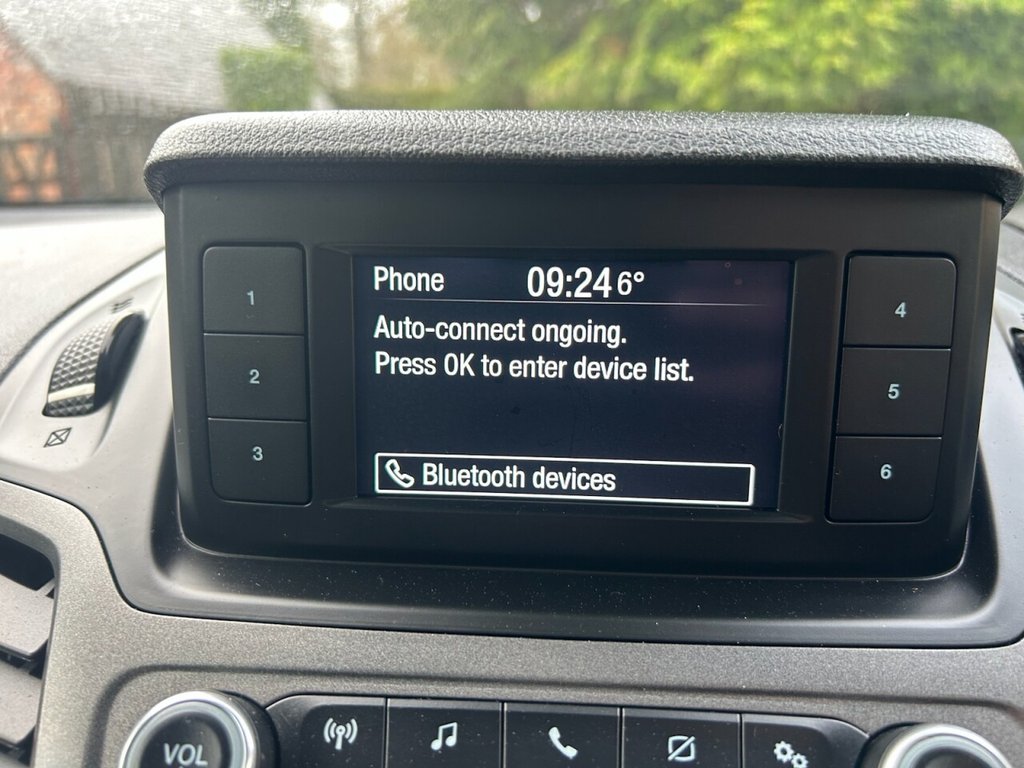 Phone 09:24 6°
Auto-connect ongoing.
Press OK to enter device list.
Bluetooth devices
1
2
3
4
5
6
VOL